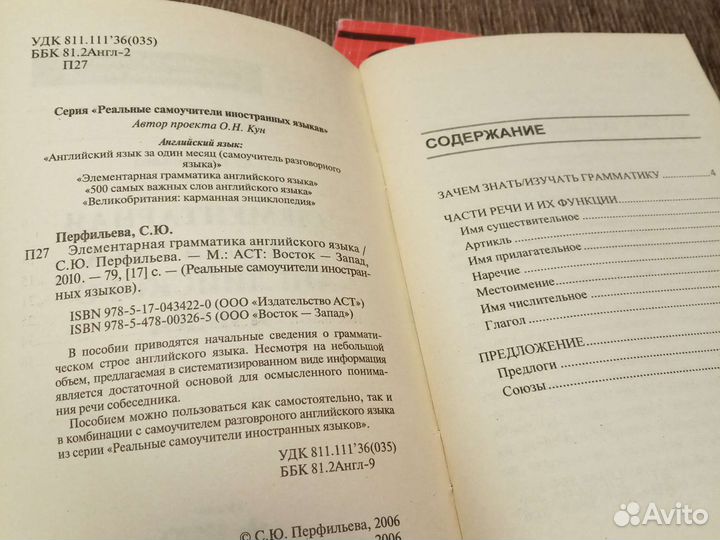 УДК 811.111'36(035)
ББК 81.2Англ-2
П27
Серия «Реальные самоучители иностранных языков»
Автор проекта О.Н. Кун
Английский язык:
«Английский язык за один месяц (самоучитель разговорного
языка)»
«Элементарная грамматика английского языка»
«500 самых важных слов английского языка»
«Великобритания: карманная энциклопедия»
Перфильева, С.Ю.
П27 Элементарная грамматика английского языка /
С.Ю. Перфильева. — М.: АСТ: Восток — Запад,
2010. — 79, [17] с. — (Реальные самоучители иностран-
ных языков).
ISBN 978-5-17-043422-0 (ООО «Издательство АСТ»)
ISBN 978-5-478-00326-5 (ООО «Восток — Запад»)
В пособии приводятся начальные сведения о граммати-
ческом строе английского языка. Несмотря на небольшой
объем, предлагаемая в систематизированном виде информация
является достаточной основой для осмысленного понима-
ния речи собеседника.
Пособием можно пользоваться как самостоятельно, так и
в комбинации с самоучителем разговроного английского языка
из серии «Реальные самоучители иностранных языков».
УДК 811.111'36(035)
ББК 81.2Англ-9
© С.Ю. Перфильева, 2006
2006
СОДЕРЖАНИЕ
ЗАЧЕМ ЗНАТЬ/ИЗУЧАТЬ ГРАММАТИКУ ........ 4
ЧАСТИ РЕЧИ И ИХ ФУНКЦИИ
Имя существительное
Артикль
Имя прилагательное
Наречие
Местоимение
Имя числительное
Глагол
ПРЕДЛОЖЕНИЕ
Предлоги
Союзы
Avito